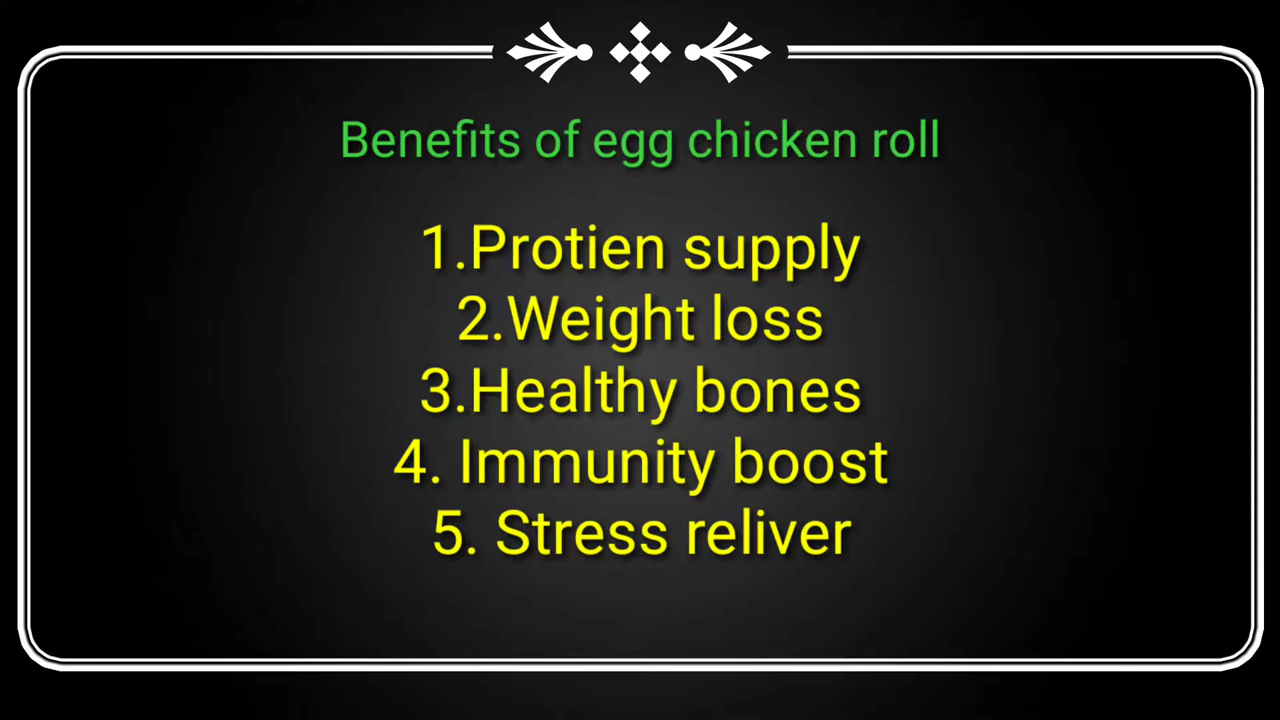 Benefits of egg chicken roll
1.Protien supply
2.Weight loss
3.Healthy bones
4. Immunity boost
5. Stress reliver